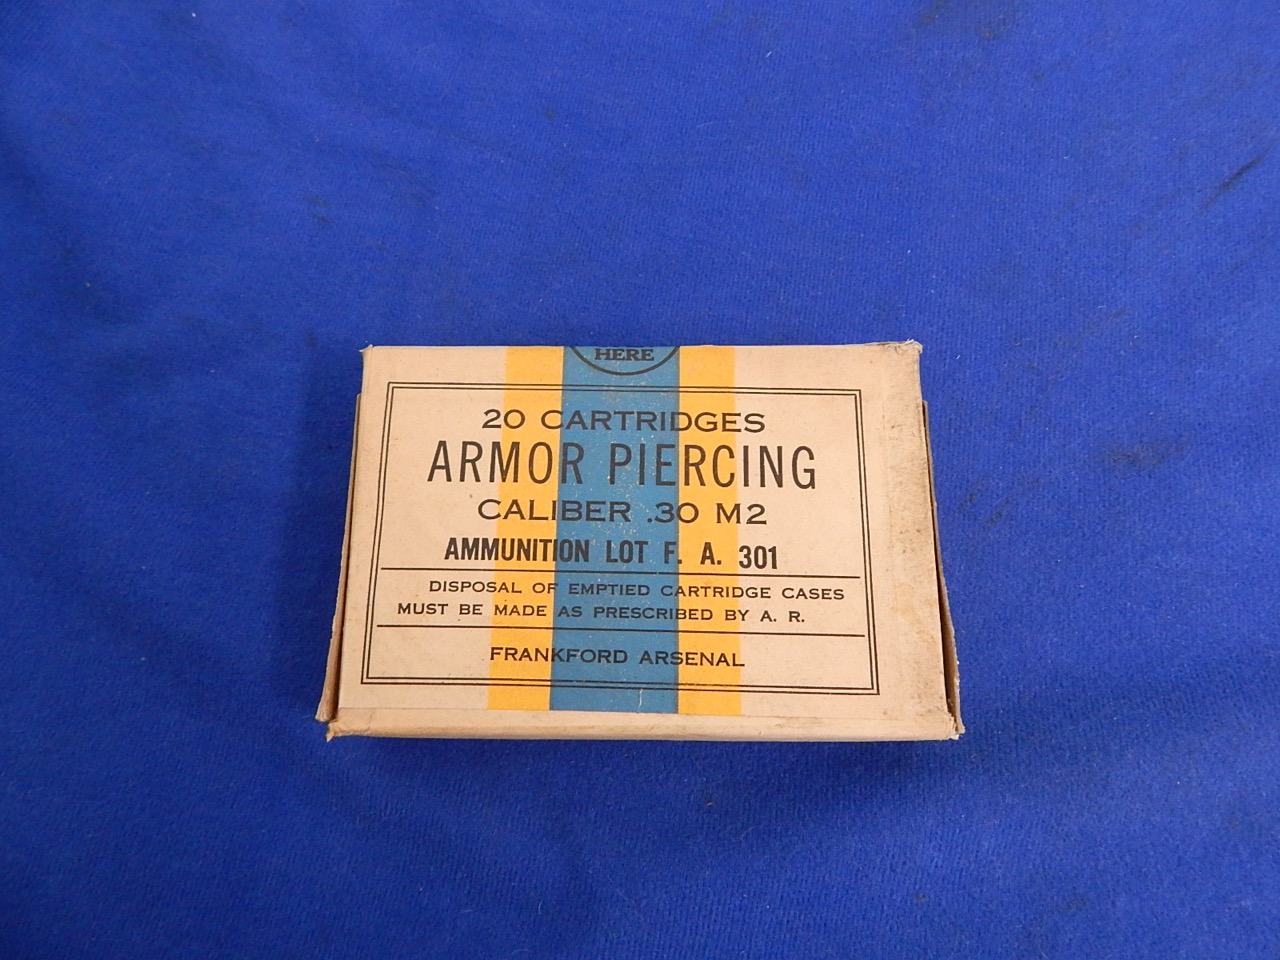 HERE
20 CARTRIDGES
ARMOR PIERCING
CALIBER .30 M2
AMMUNITION LOT F. A. 301
DISPOSAL OF EMPTIED CARTRIDGE CASES
MUST BE MADE AS PRESCRIBED BY A. R.
FRANKFORD ARSENAL